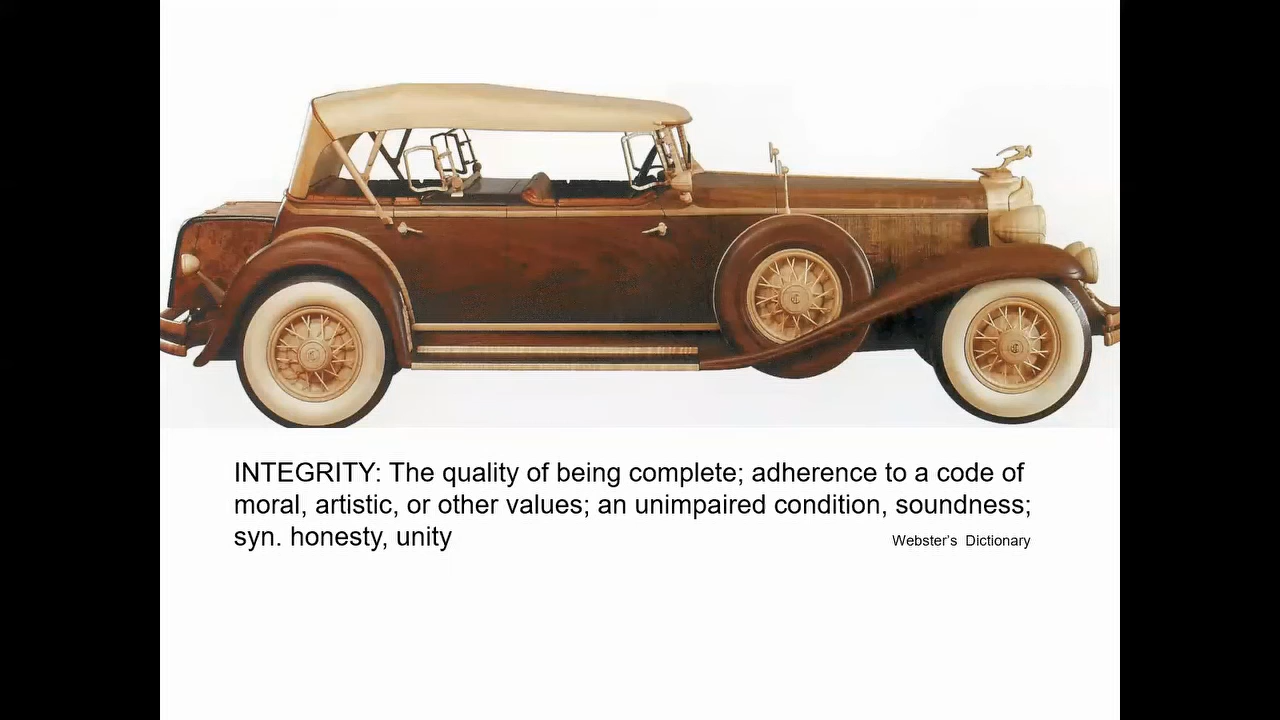 INTEGRITY: The quality of being complete; adherence to a code of
moral, artistic, or other values; an unimpaired condition, soundness;
syn. honesty, unity
Webster's  Dictionary